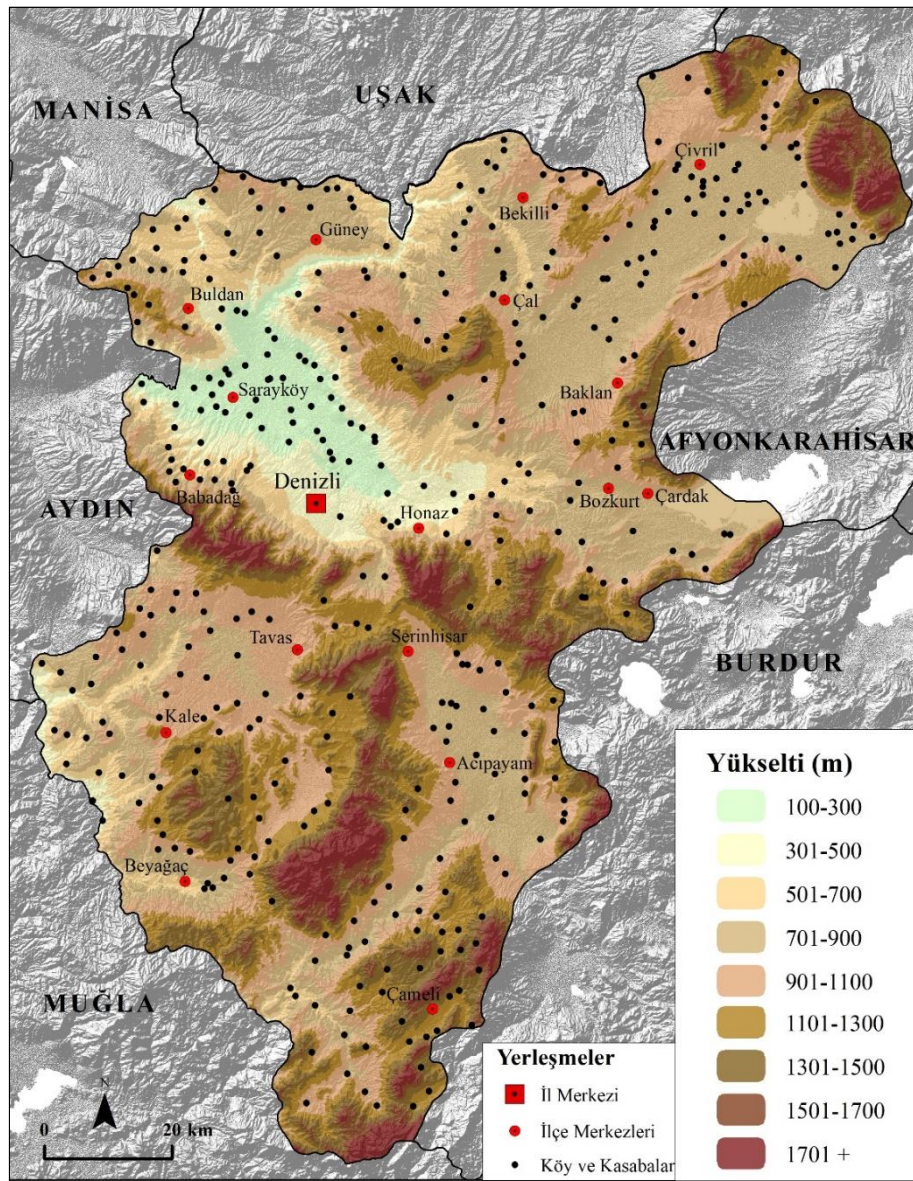 UŞAK
MANİSA
Çivril
Bekilli
Güney
Buldan
Çal
Baklan
Sarayköy
AFYONKARAHİSAR
Denizli
Babadağ
AYDIN
Bozkurt
Çardak
Honaz
Tavas
Serinhisar
BURDUR
Kale
Acıpayam
Beyağaç
MUĞLA
Çameli
Yükselti (m)
100-300
301-500
501-700
701-900
901-1100
1101-1300
1301-1500
1501-1700
1701 +
Yerleşmeler
İl Merkezi
İlçe Merkezleri
Köy ve Kasabalar
N
0 20 km